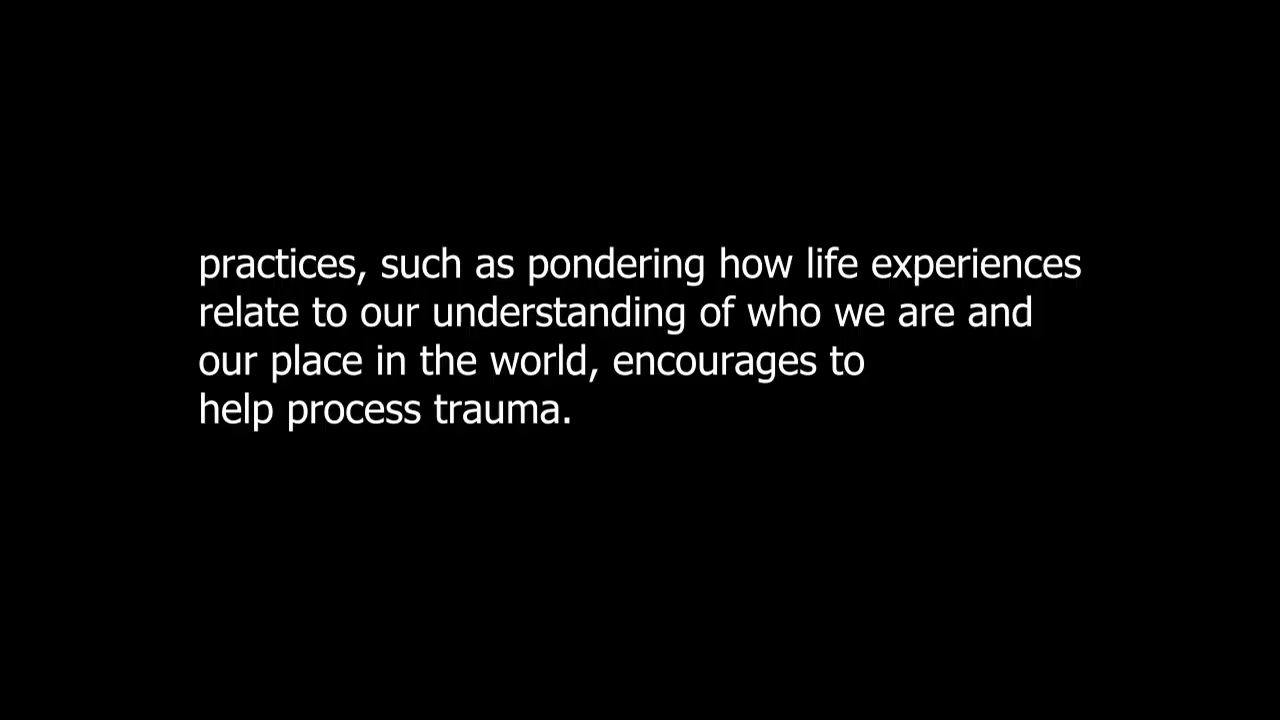 practices, such as pondering how life experiences
relate to our understanding of who we are and
our place in the world, encourages to
help process trauma.